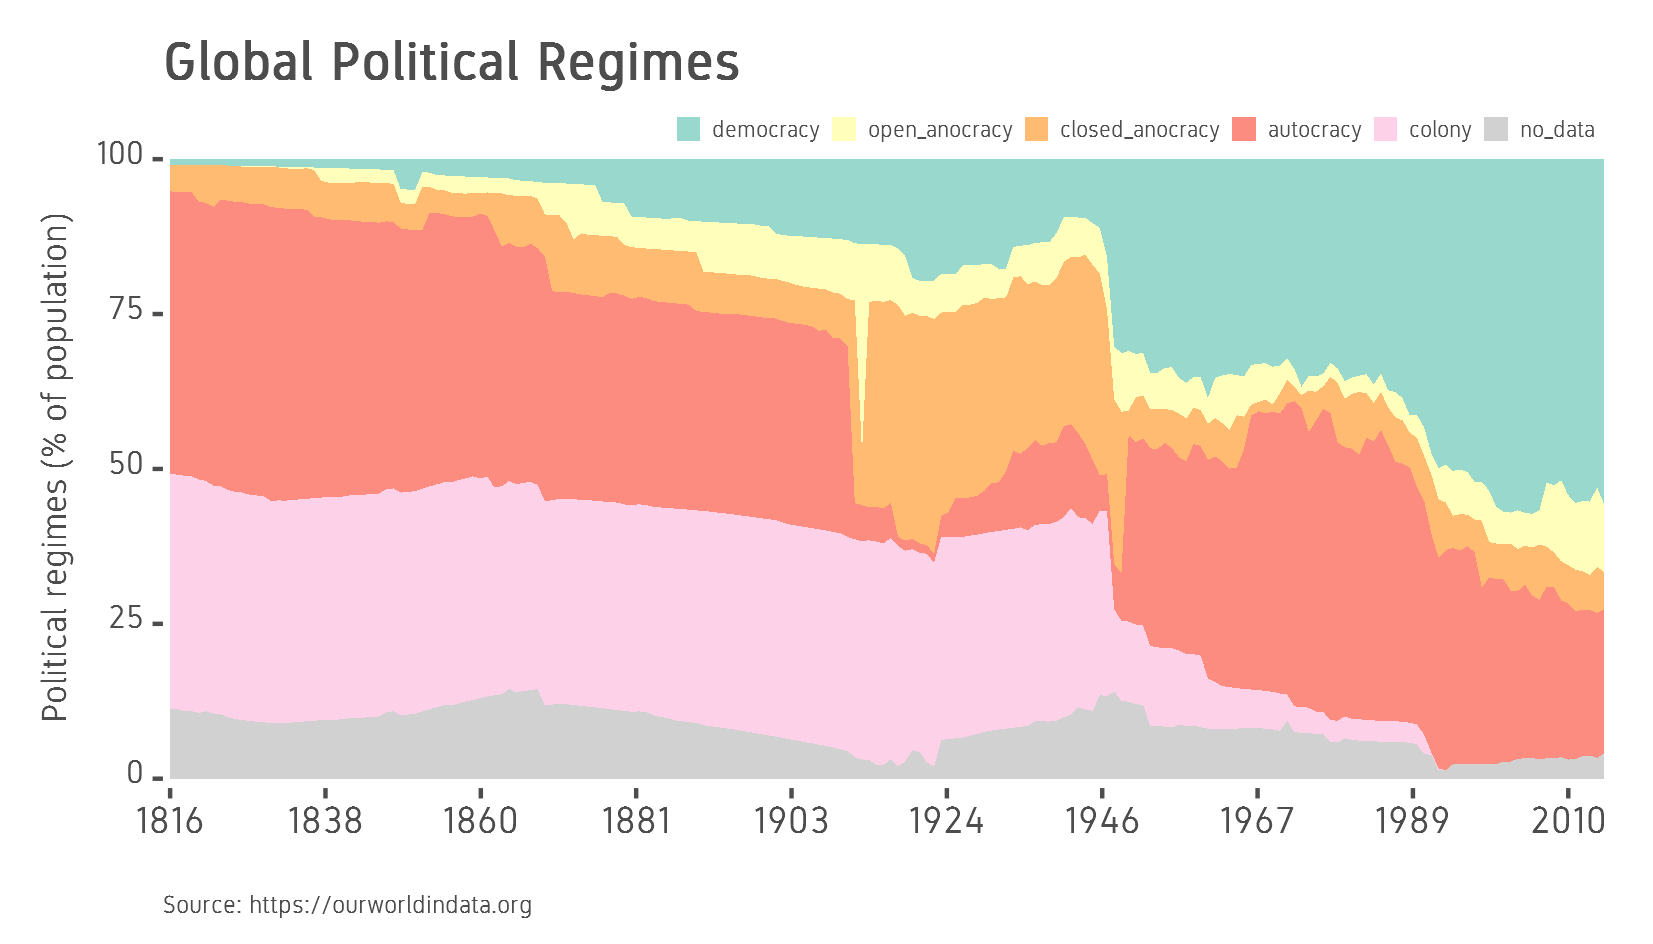 Global Political Regimes
democracy open_anocracy closed_anocracy autocracy colony no_data
Political regimes (% of population)
100
75
50
25
0
1816 1838 1860 1881 1903 1924 1946 1967 1989 2010
Source: https://ourworldindata.org